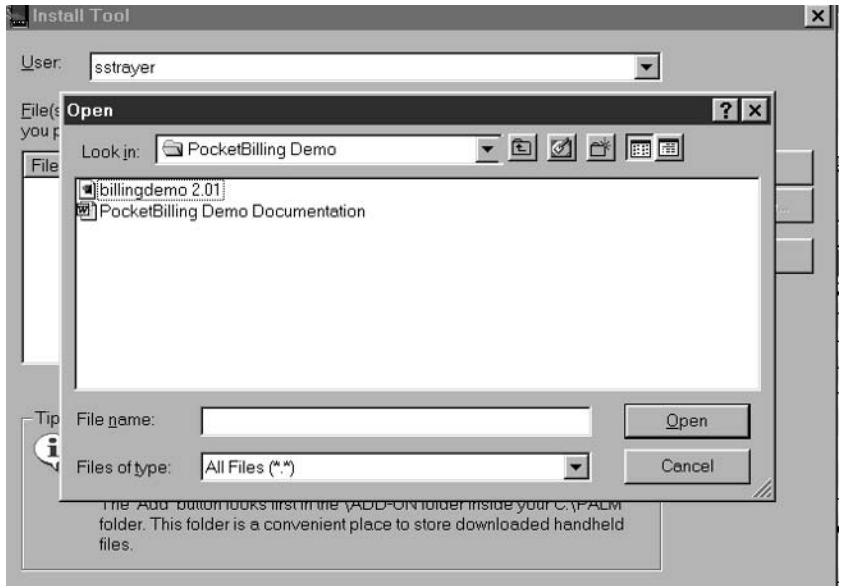 Install Tool
User:
sstrayer
File(s
you p
File
Open
Look in:
PocketBilling Demo
billingdemo 2.01
PocketBilling Demo Documentation
File name:
Open
Files of type:
All Files (*.*)
Cancel
Tip
The 'Add' button looks first in the \ADD-ON folder inside your C:\PALM
folder. This folder is a convenient place to store downloaded handheld
files.